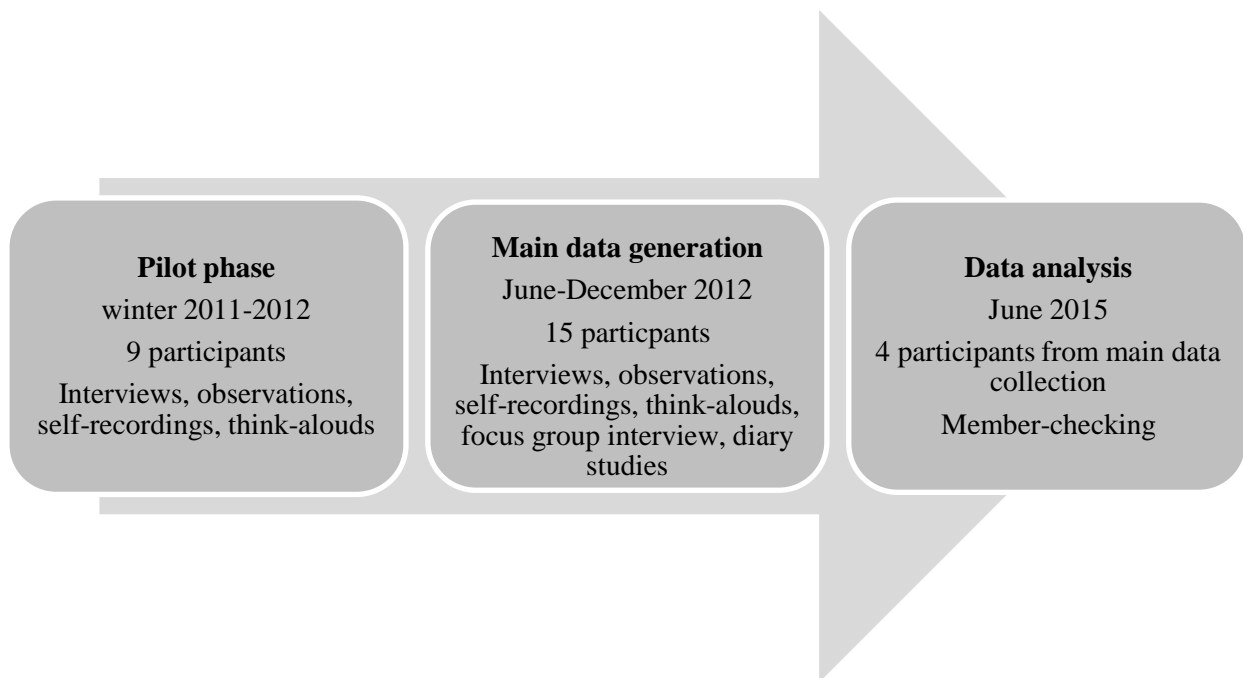 Pilot phase
winter 2011-2012
9 participants
Interviews, observations,
self-recordings, think-alouds
Main data generation
June-December 2012
15 particpants
Interviews, observations,
self-recordings, think-alouds,
focus group interview, diary
studies
Data analysis
June 2015
4 participants from main data
collection
Member-checking